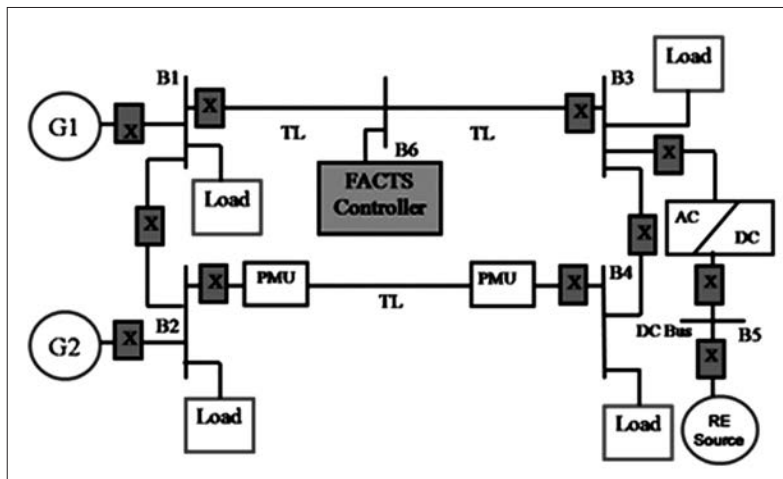 Load
B1
B3
X
X
X
G1
TL
TL
B6
X
Load
FACTS
Controller
AC
DC
X
X
PMU
PMU
B4
X
X
X
TL
B2
DC Bus
B5
G2
X
X
Load
Load
RE
Source